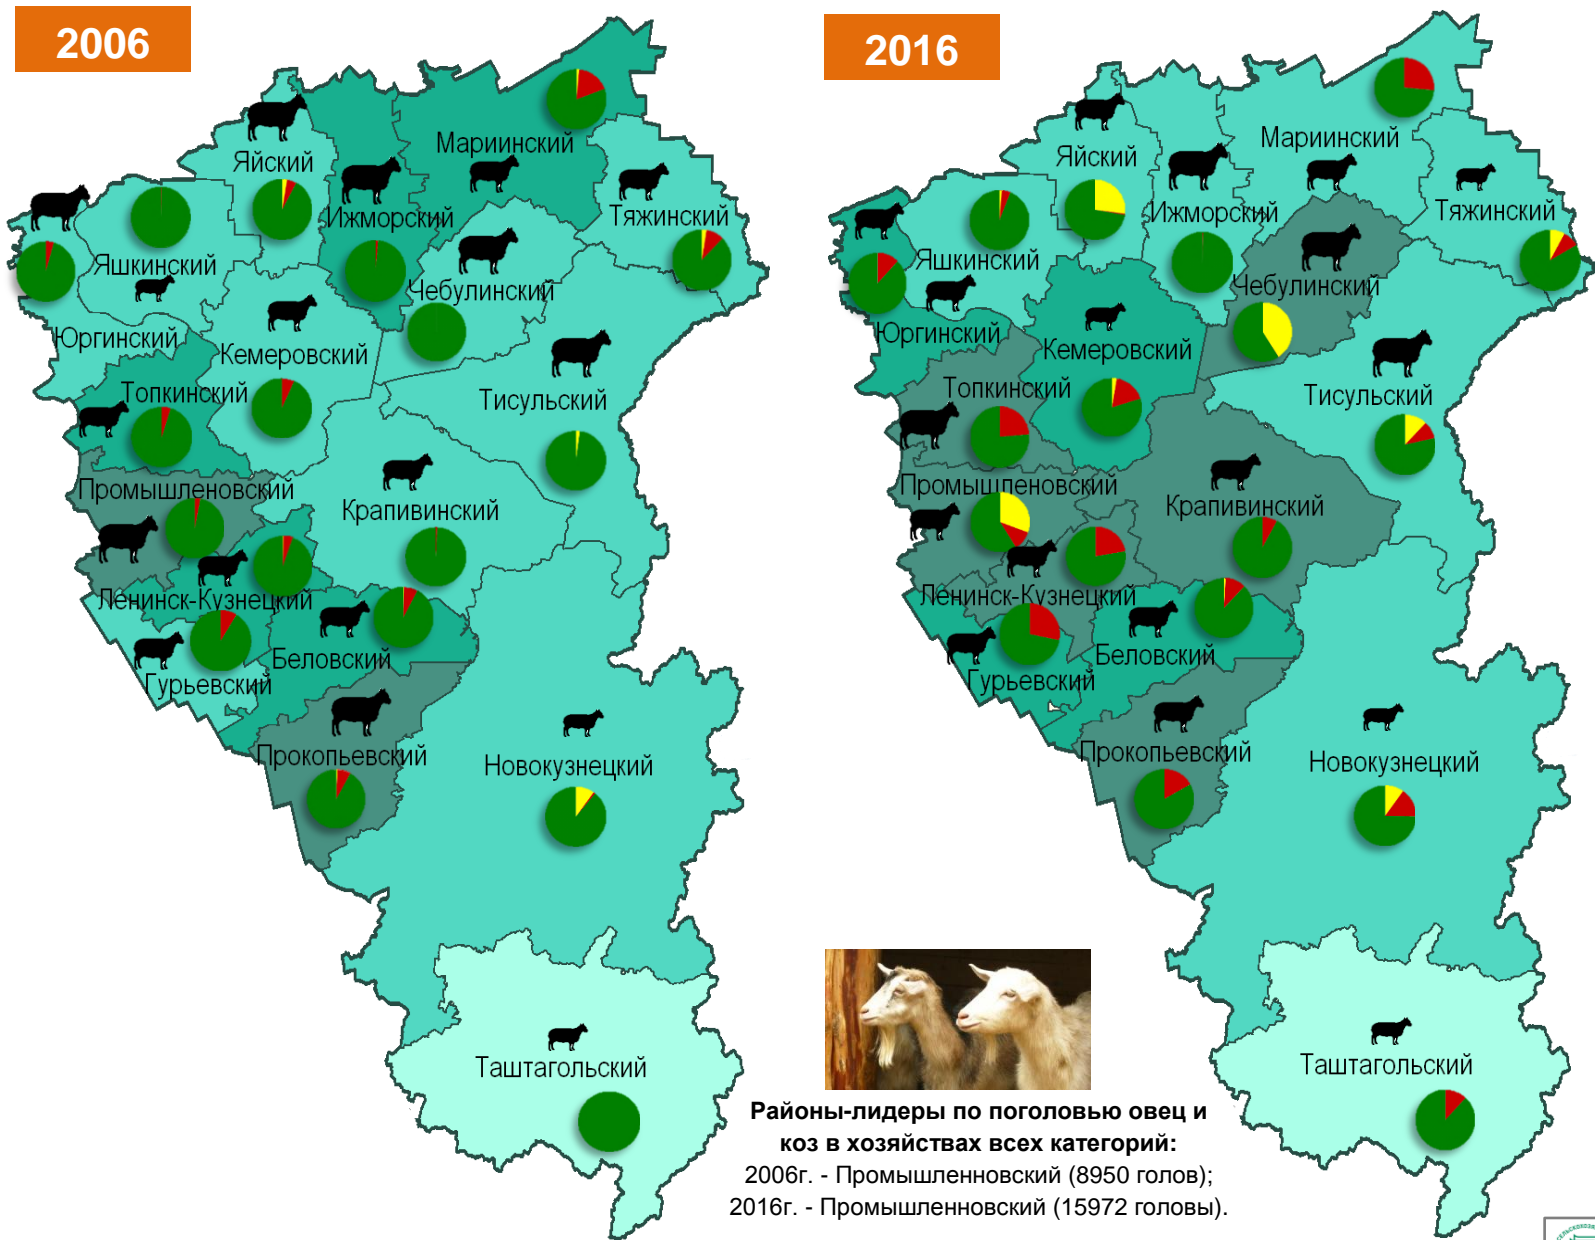 2006
Мариинский
Яйский
Ижморский
Тяжинский
Яшкинский
Чебулинский
Юргинский
Кемеровский
Топкинский
Тисульский
Промышленовский
Крапивинский
Ленинск-Кузнецкий
Беловский
Гурьевский
Прокопьевский
Новокузнецкий
Таштагольский
2016
Мариинский
Яйский
Ижморский
Тяжинский
Яшкинский
Чебулинский
Юргинский
Кемеровский
Топкинский
Тисульский
Промышленовский
Крапивинский
Ленинск-Кузнецкий
Беловский
Гурьевский
Прокопьевский
Новокузнецкий
Таштагольский
Районы-лидеры по поголовью овец и
коз в хозяйствах всех категорий:
2006г. - Промышленновский (8950 голов);
2016г. - Промышленновский (15972 головы).